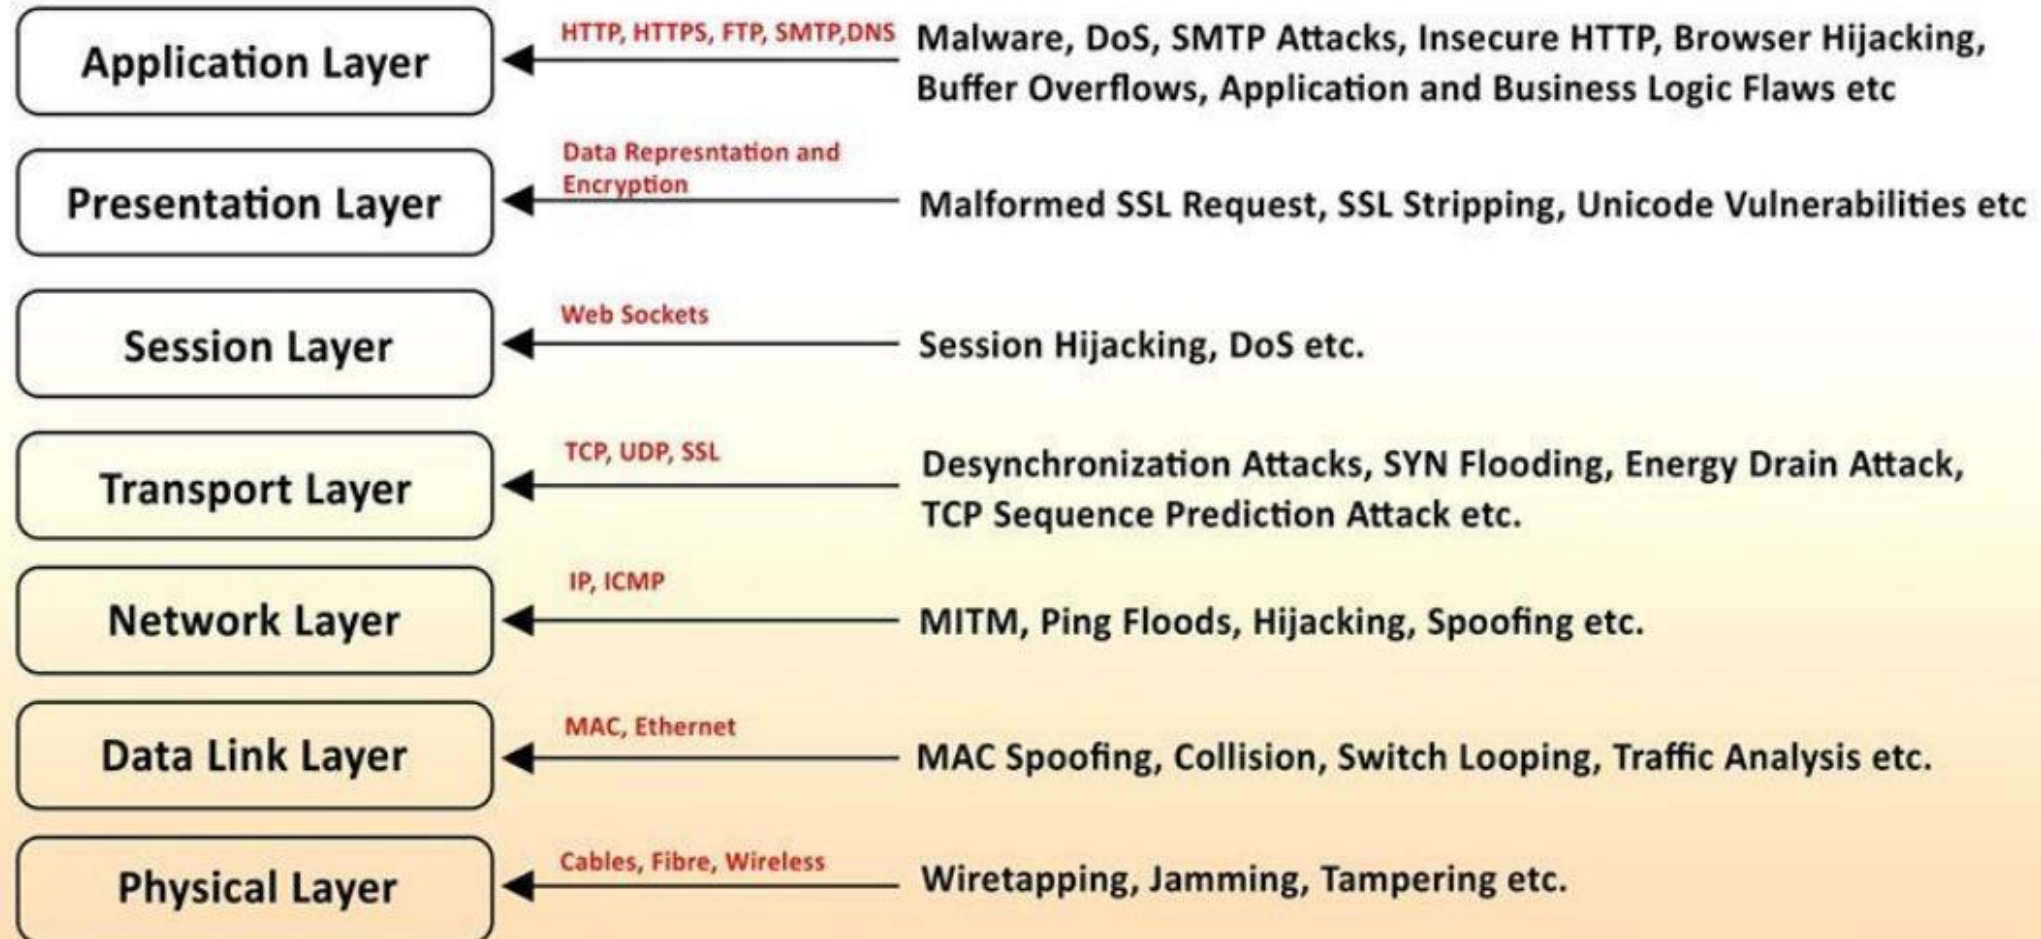 Application Layer
HTTP, HTTPS, FTP, SMTP,DNS
Malware, DoS, SMTP Attacks, Insecure HTTP, Browser Hijacking,
Buffer Overflows, Application and Business Logic Flaws etc
Presentation Layer
Data Represntation and
Encryption
Malformed SSL Request, SSL Stripping, Unicode Vulnerabilities etc
Session Layer
Web Sockets
Session Hijacking, DoS etc.
Transport Layer
TCP, UDP, SSL
Desynchronization Attacks, SYN Flooding, Energy Drain Attack,
TCP Sequence Prediction Attack etc.
Network Layer
IP, ICMP
MITM, Ping Floods, Hijacking, Spoofing etc.
Data Link Layer
MAC, Ethernet
MAC Spoofing, Collision, Switch Looping, Traffic Analysis etc.
Physical Layer
Cables, Fibre, Wireless
Wiretapping, Jamming, Tampering etc.